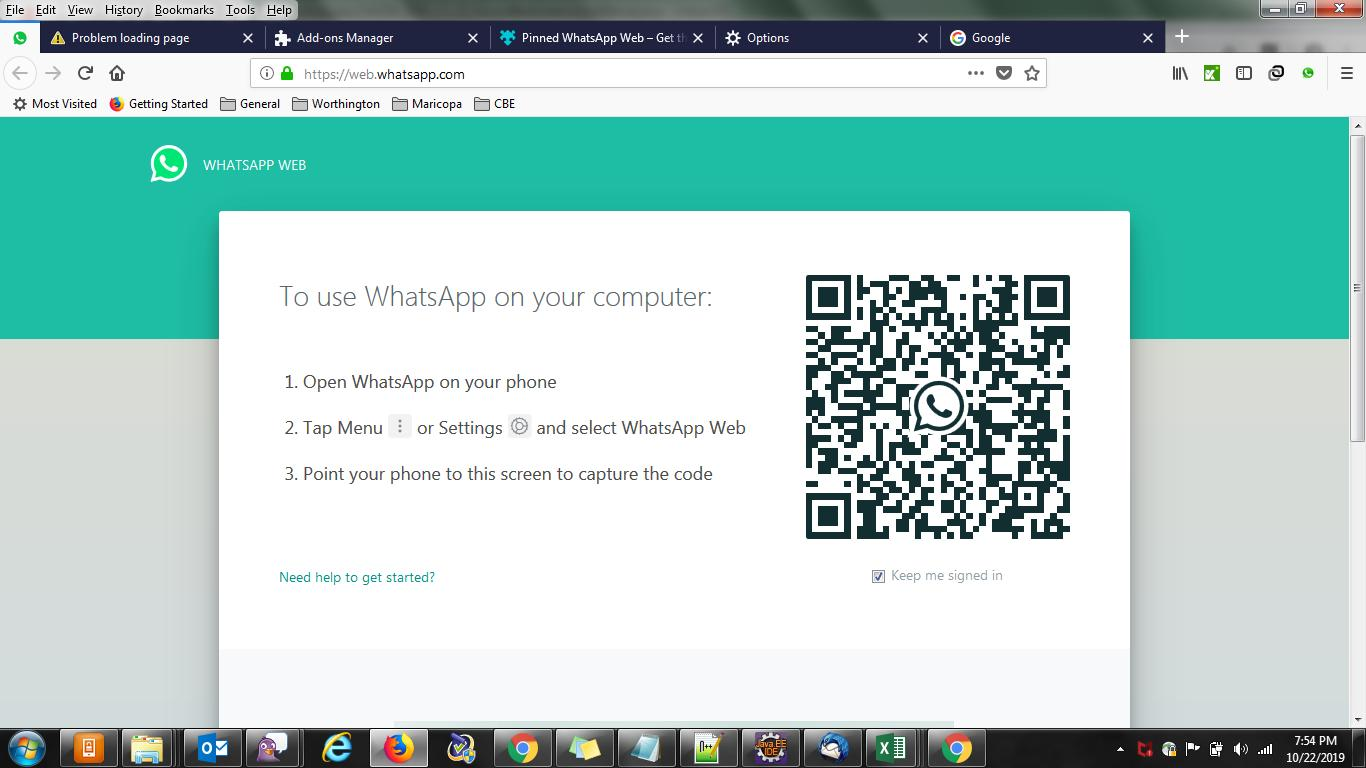 File Edit View History Bookmarks Tools Help
Problem loading page
Add-ons Manager
Pinned WhatsApp Web – Get th
Options
Google
https://web.whatsapp.com
Most Visited Getting Started General Worthington Maricopa CBE
WHATSAPP WEB
To use WhatsApp on your computer:
1. Open WhatsApp on your phone
2. Tap Menu or Settings and select WhatsApp Web
3. Point your phone to this screen to capture the code
Need help to get started?
Keep me signed in
Java EE
IDE
7:54 PM
10/22/2019